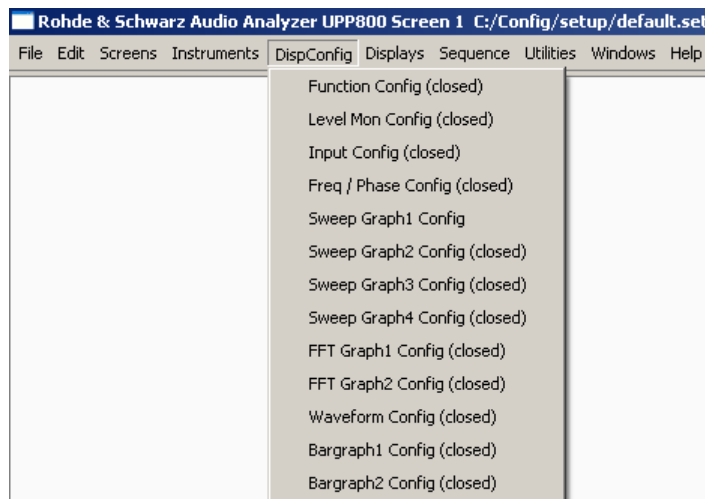 Rohde & Schwarz Audio Analyzer UPP800 Screen 1 C:/Config/setup/default.set
File Edit Screens Instruments DispConfig Displays Sequence Utilities Windows Help
Function Config (closed)
Level Mon Config (closed)
Input Config (closed)
Freq / Phase Config (closed)
Sweep Graph1 Config
Sweep Graph2 Config (closed)
Sweep Graph3 Config (closed)
Sweep Graph4 Config (closed)
FFT Graph1 Config (closed)
FFT Graph2 Config (closed)
Waveform Config (closed)
Bargraph1 Config (closed)
Bargraph2 Config (closed)